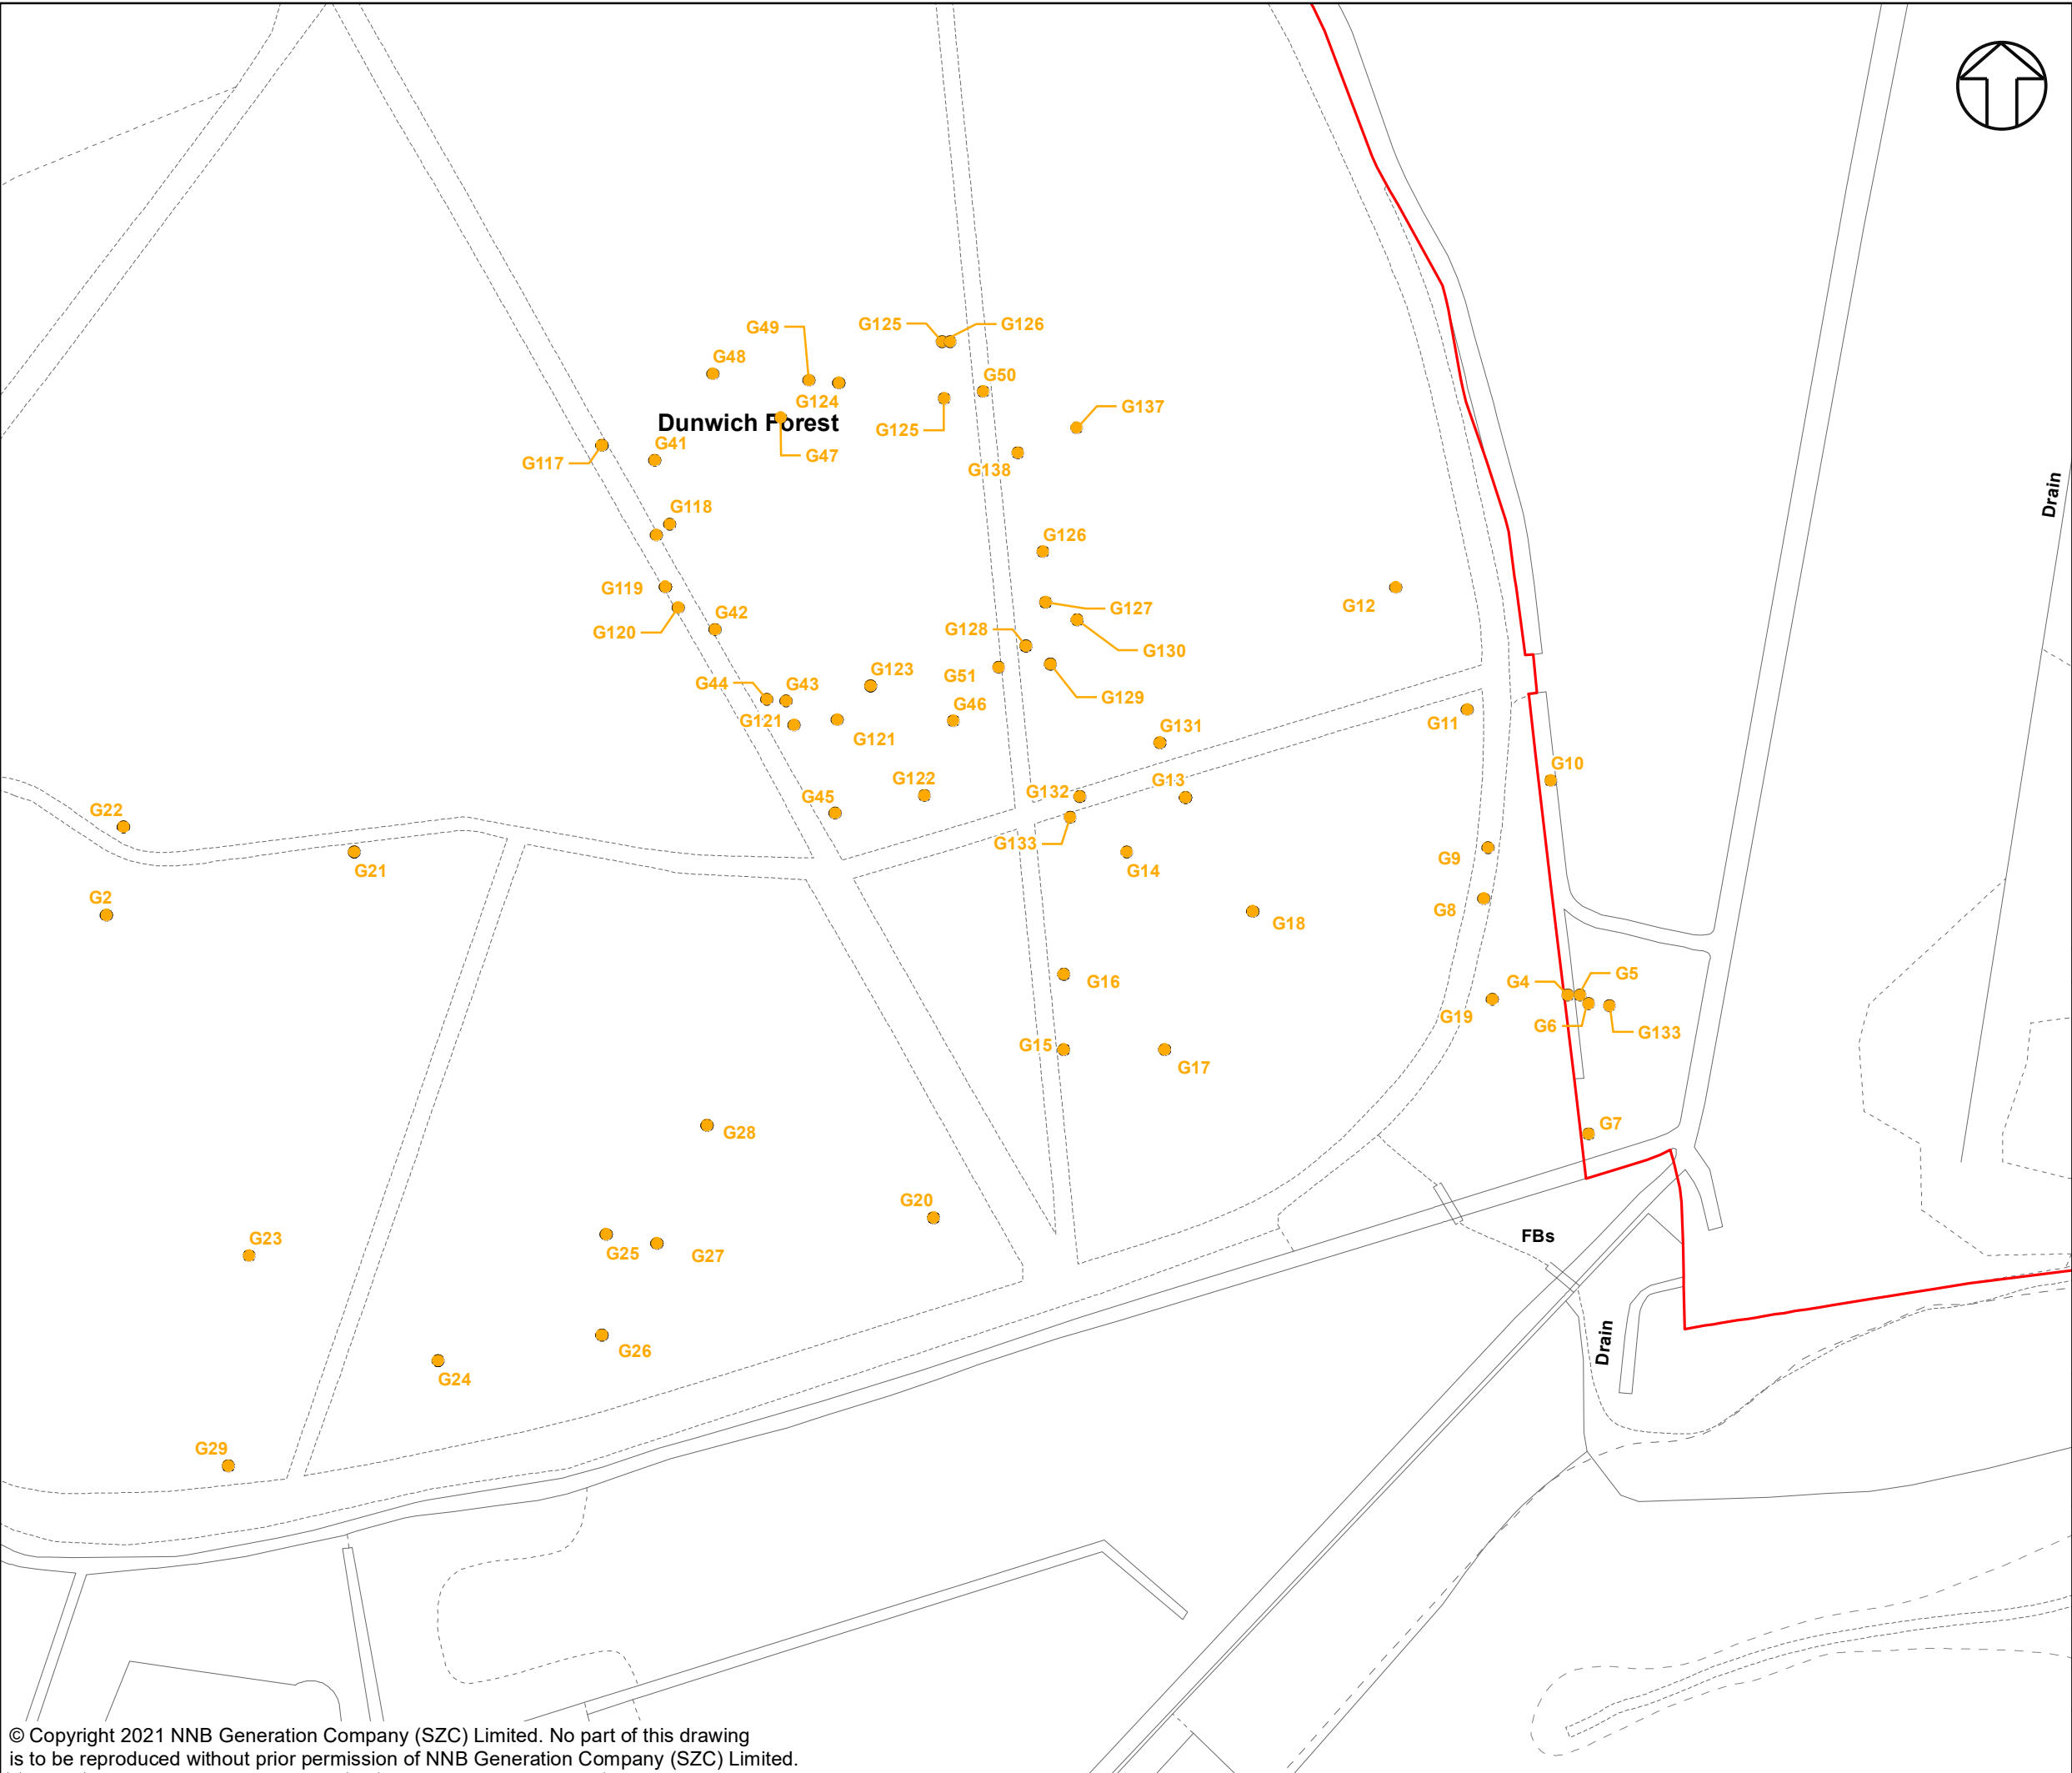 G125
G126
G49
G48
G50
G124
G137
Dunwich Forest
G125
G41
G47
G117
G138
Drain
G118
G126
G119
G127
G12
G42
G120
G128
G130
G123
G51
G44
G43
G129
G46
G121
G121
G131
G11
G10
G122
G13
G132
G45
G22
G133
G9
G21
G14
G2
G8
G18
G5
G4
G16
G19
G6
G133
G15
G17
G7
G28
G20
FBs
G23
G25
G27
Drain
G26
G24
G29
© Copyright 2021 NNB Generation Company (SZC) Limited. No part of this drawing
is to be reproduced without prior permission of NNB Generation Company (SZC) Limited.